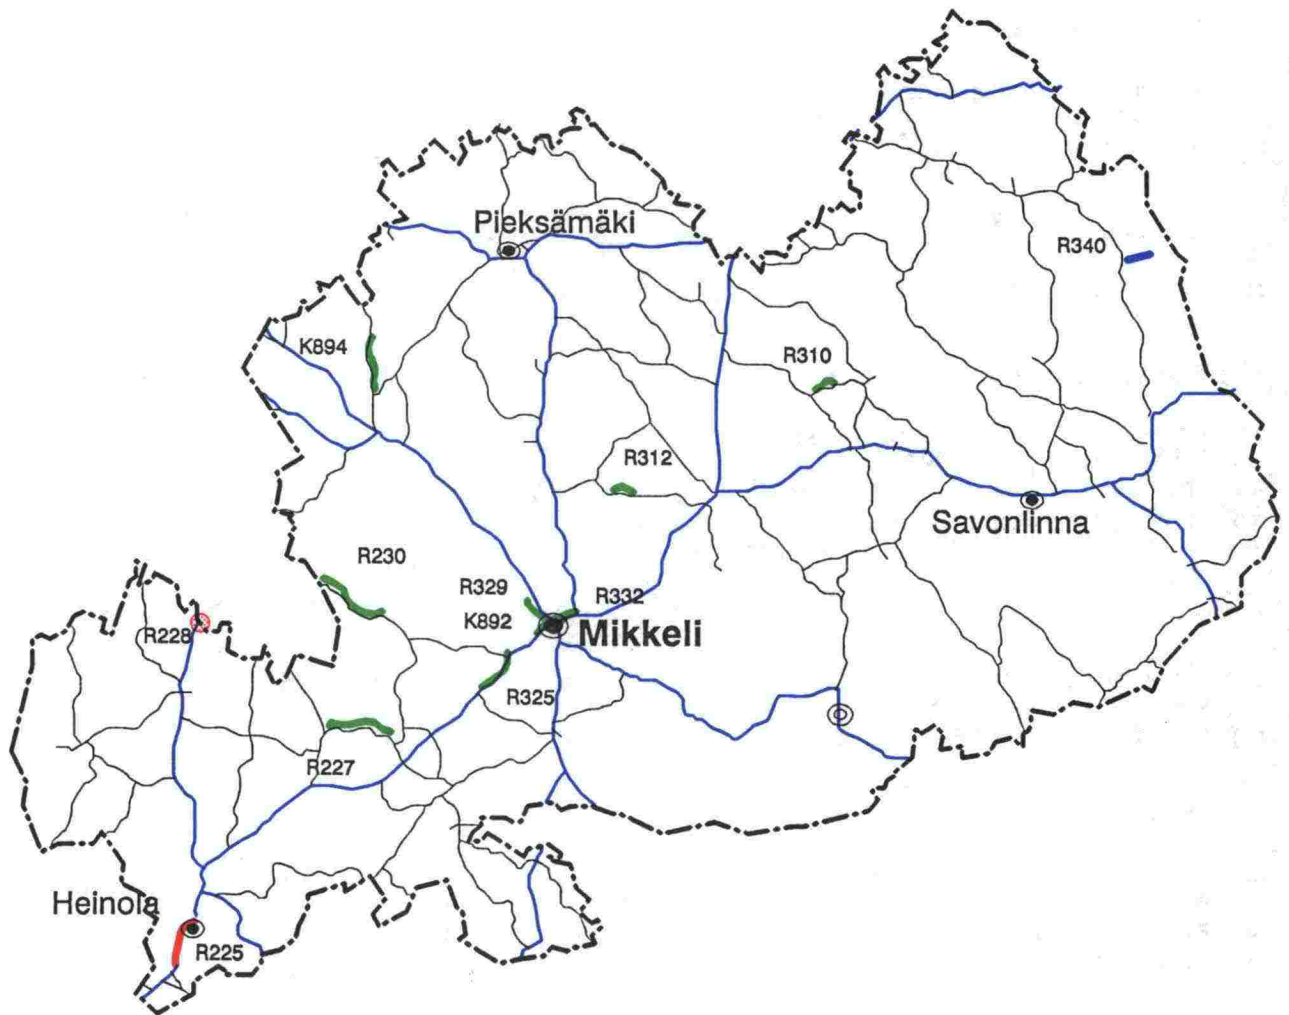 Pieksämäki
R340
K894
R310
R312
Savonlinna
R230
R329
R332
K892
Mikkeli
R228
R325
R227
Heinola
R225